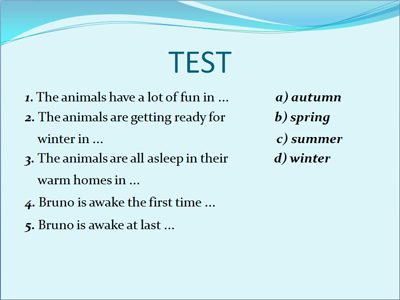 TEST
1. The animals have a lot of fun in ... a) autumn
2. The animals are getting ready for b) spring
winter in ... c) summer
3. The animals are all asleep in their d) winter
warm homes in ...
4. Bruno is awake the first time ...
5. Bruno is awake at last ...